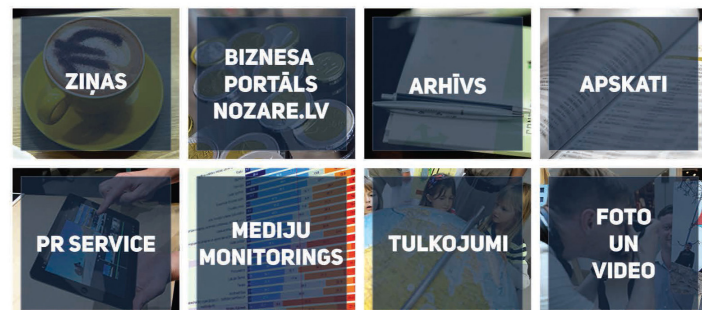 ZIŅAS
BIZNESA
PORTĀLS
NOZARE.LV
ARHĪVS
APSKATI
PR SERVICE
MEDIJU
MONITORINGS
TULKOJUMI
FOTO
UN
VIDEO